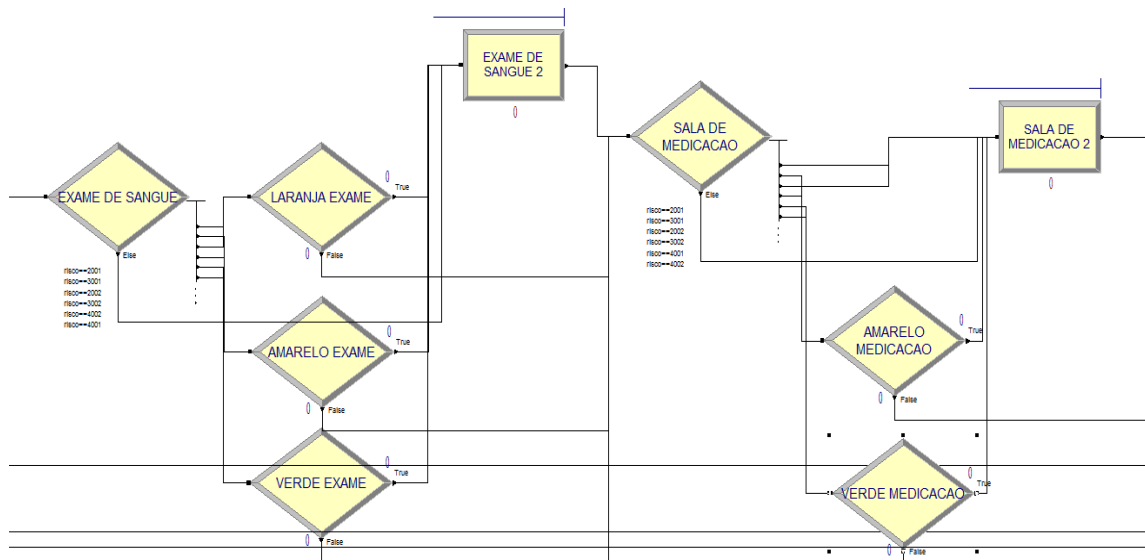 EXAME DE
SANGUE 2
0
SALA DE
MEDICACAO
Else
risco==2001
risco==3001
risco==2002
risco==3002
risco==4001
risco==4002
SALA DE
MEDICACAO 2
0
EXAME DE SANGUE
Else
risco==2001
risco==3001
risco==2002
risco==3002
risco==4002
risco==4001
LARANJA EXAME
0
True
0
False
AMARELO EXAME
0
True
0
False
VERDE EXAME
0
True
0
False
AMARELO
MEDICACAO
0
True
0
False
VERDE MEDICACAO
0
True
0
False